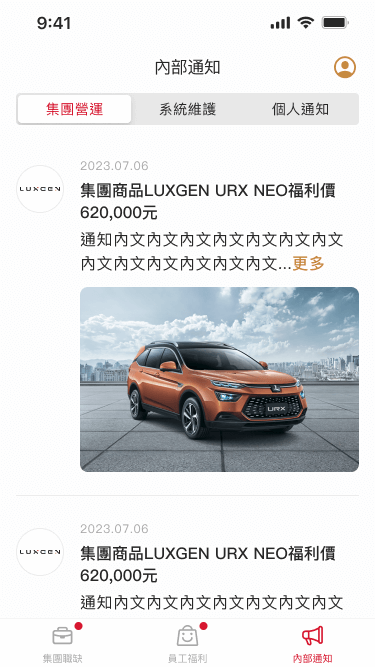 9:41
內部通知
集團營運
系統維護
個人通知
2023.07.06
LUXGEN
集團商品LUXGEN URX NEO福利價
620,000元
通知內文內文內文內文內文內文內文
內文內文內文內文內文內文...更多
URX
2023.07.06
LUXGEN
集團商品LUXGEN URX NEO福利價
620,000元
通知內文內文內文內文內文內文內文
集團職缺
員工福利
內部通知